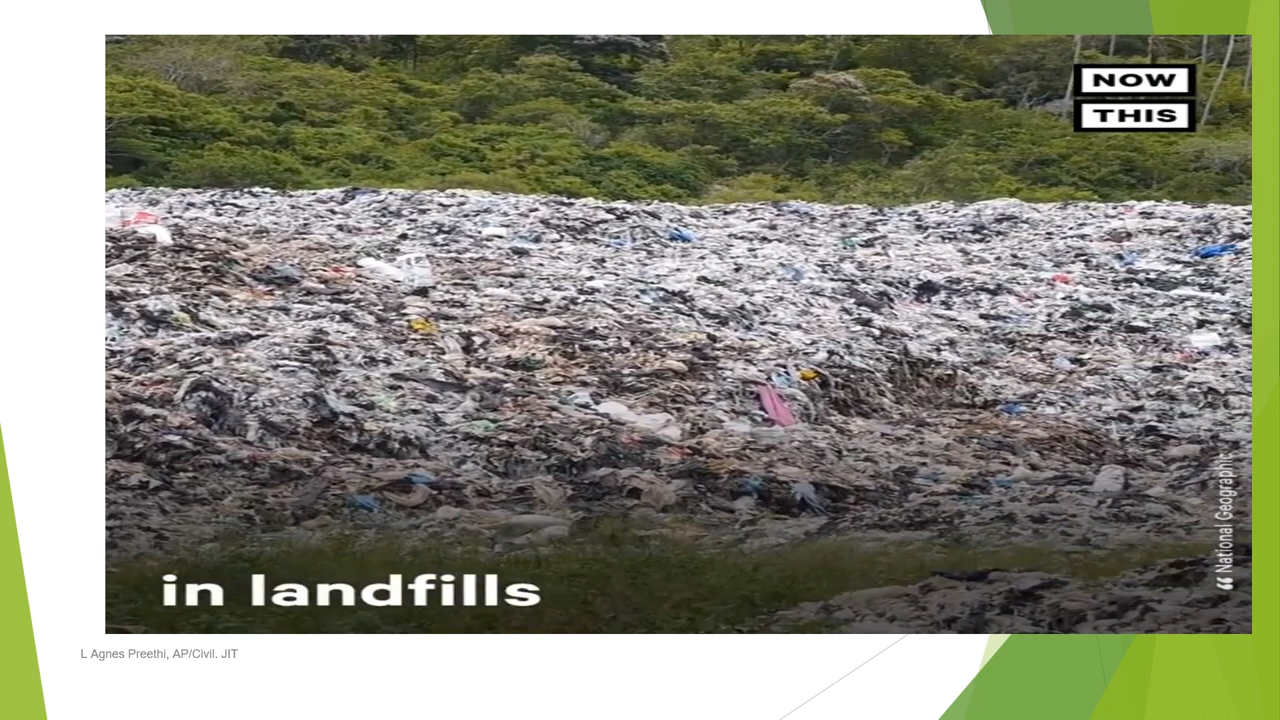 NOW
THIS
National Geographic
in landfills
L Agnes Preethi, AP/Civil. JIT